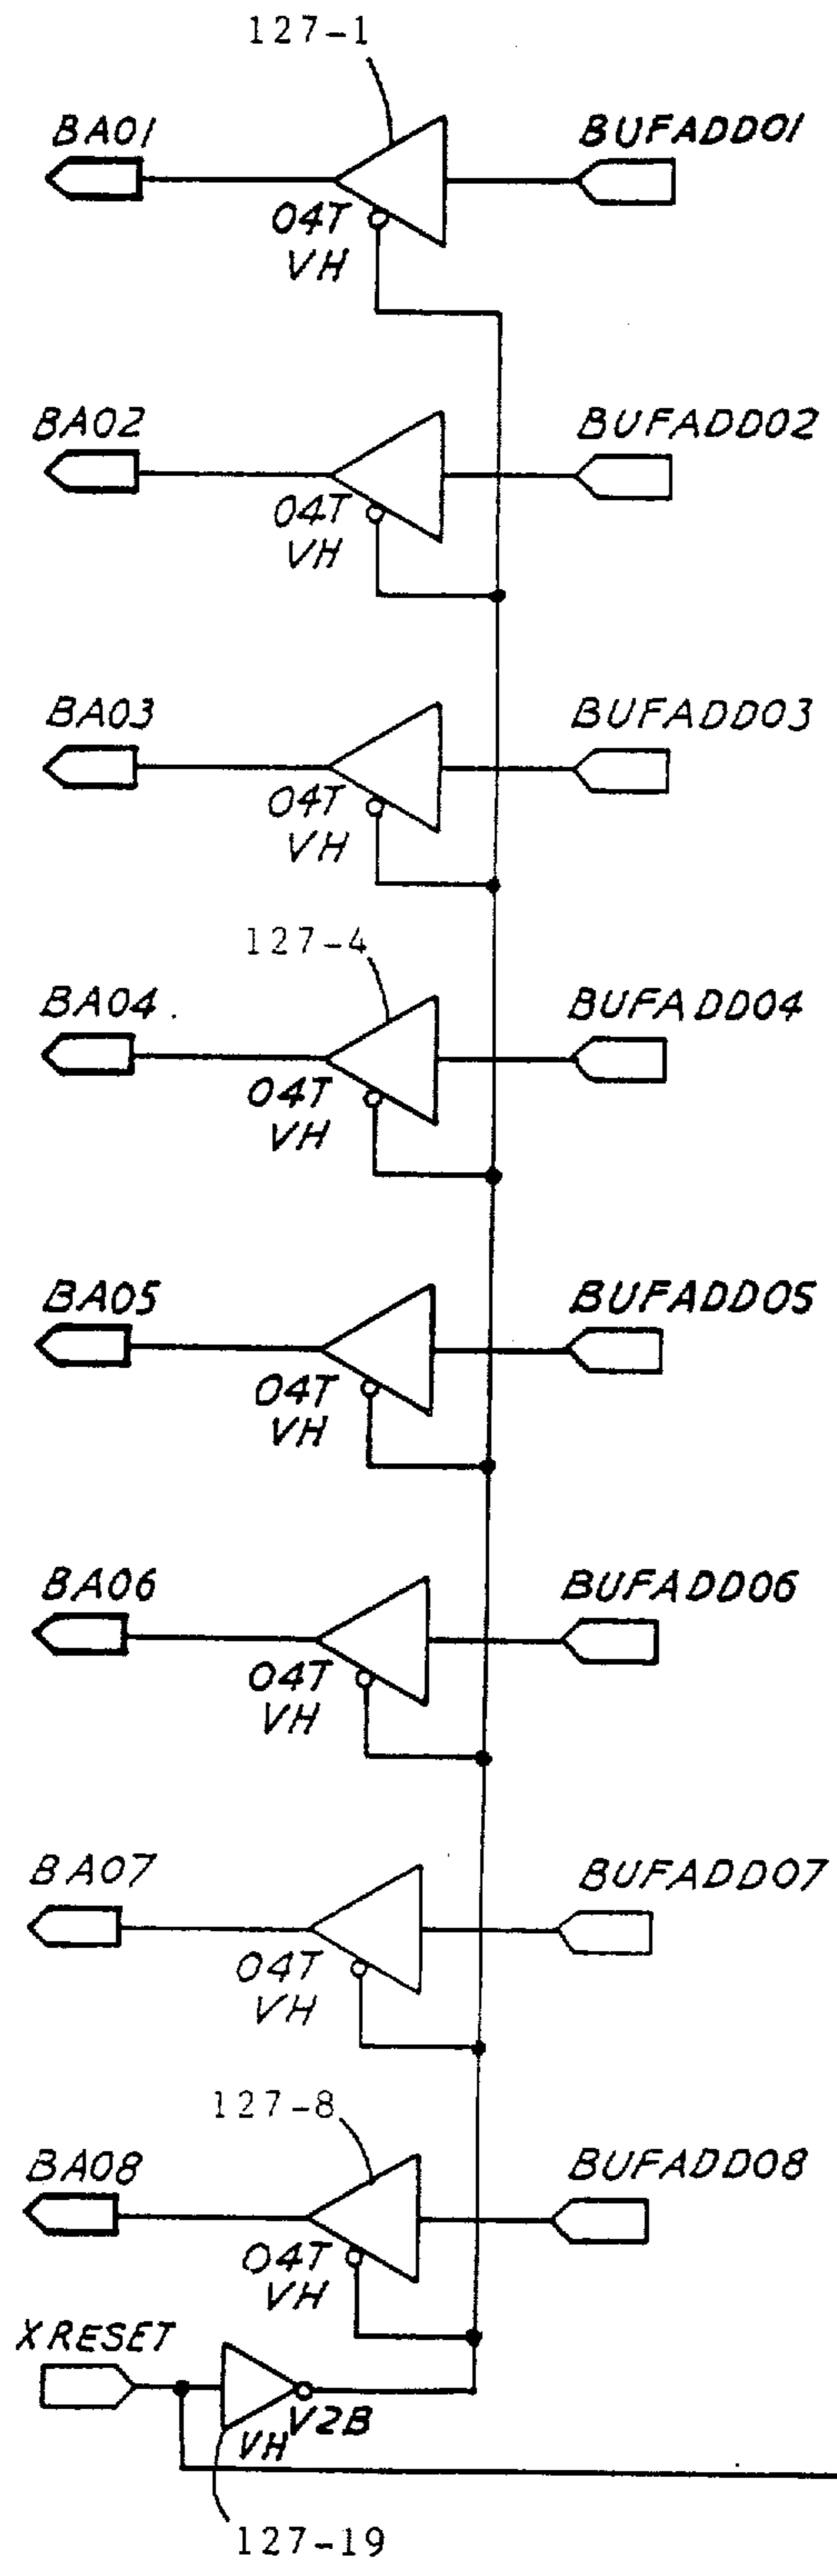 127-1
BA01
BUFADD01
04T
VH
BA02
BUFADD02
04T
VH
BA03
BUFADD03
04T
VH
127-4
BA04
BUFADD04
04T
VH
BA05
BUFADD05
04T
VH
BA06
BUFADD06
04T
VH
BA07
BUFADD07
04T
VH
127-8
BA08
BUFADD08
04T
VH
XRESET
V2B
VH
127-19